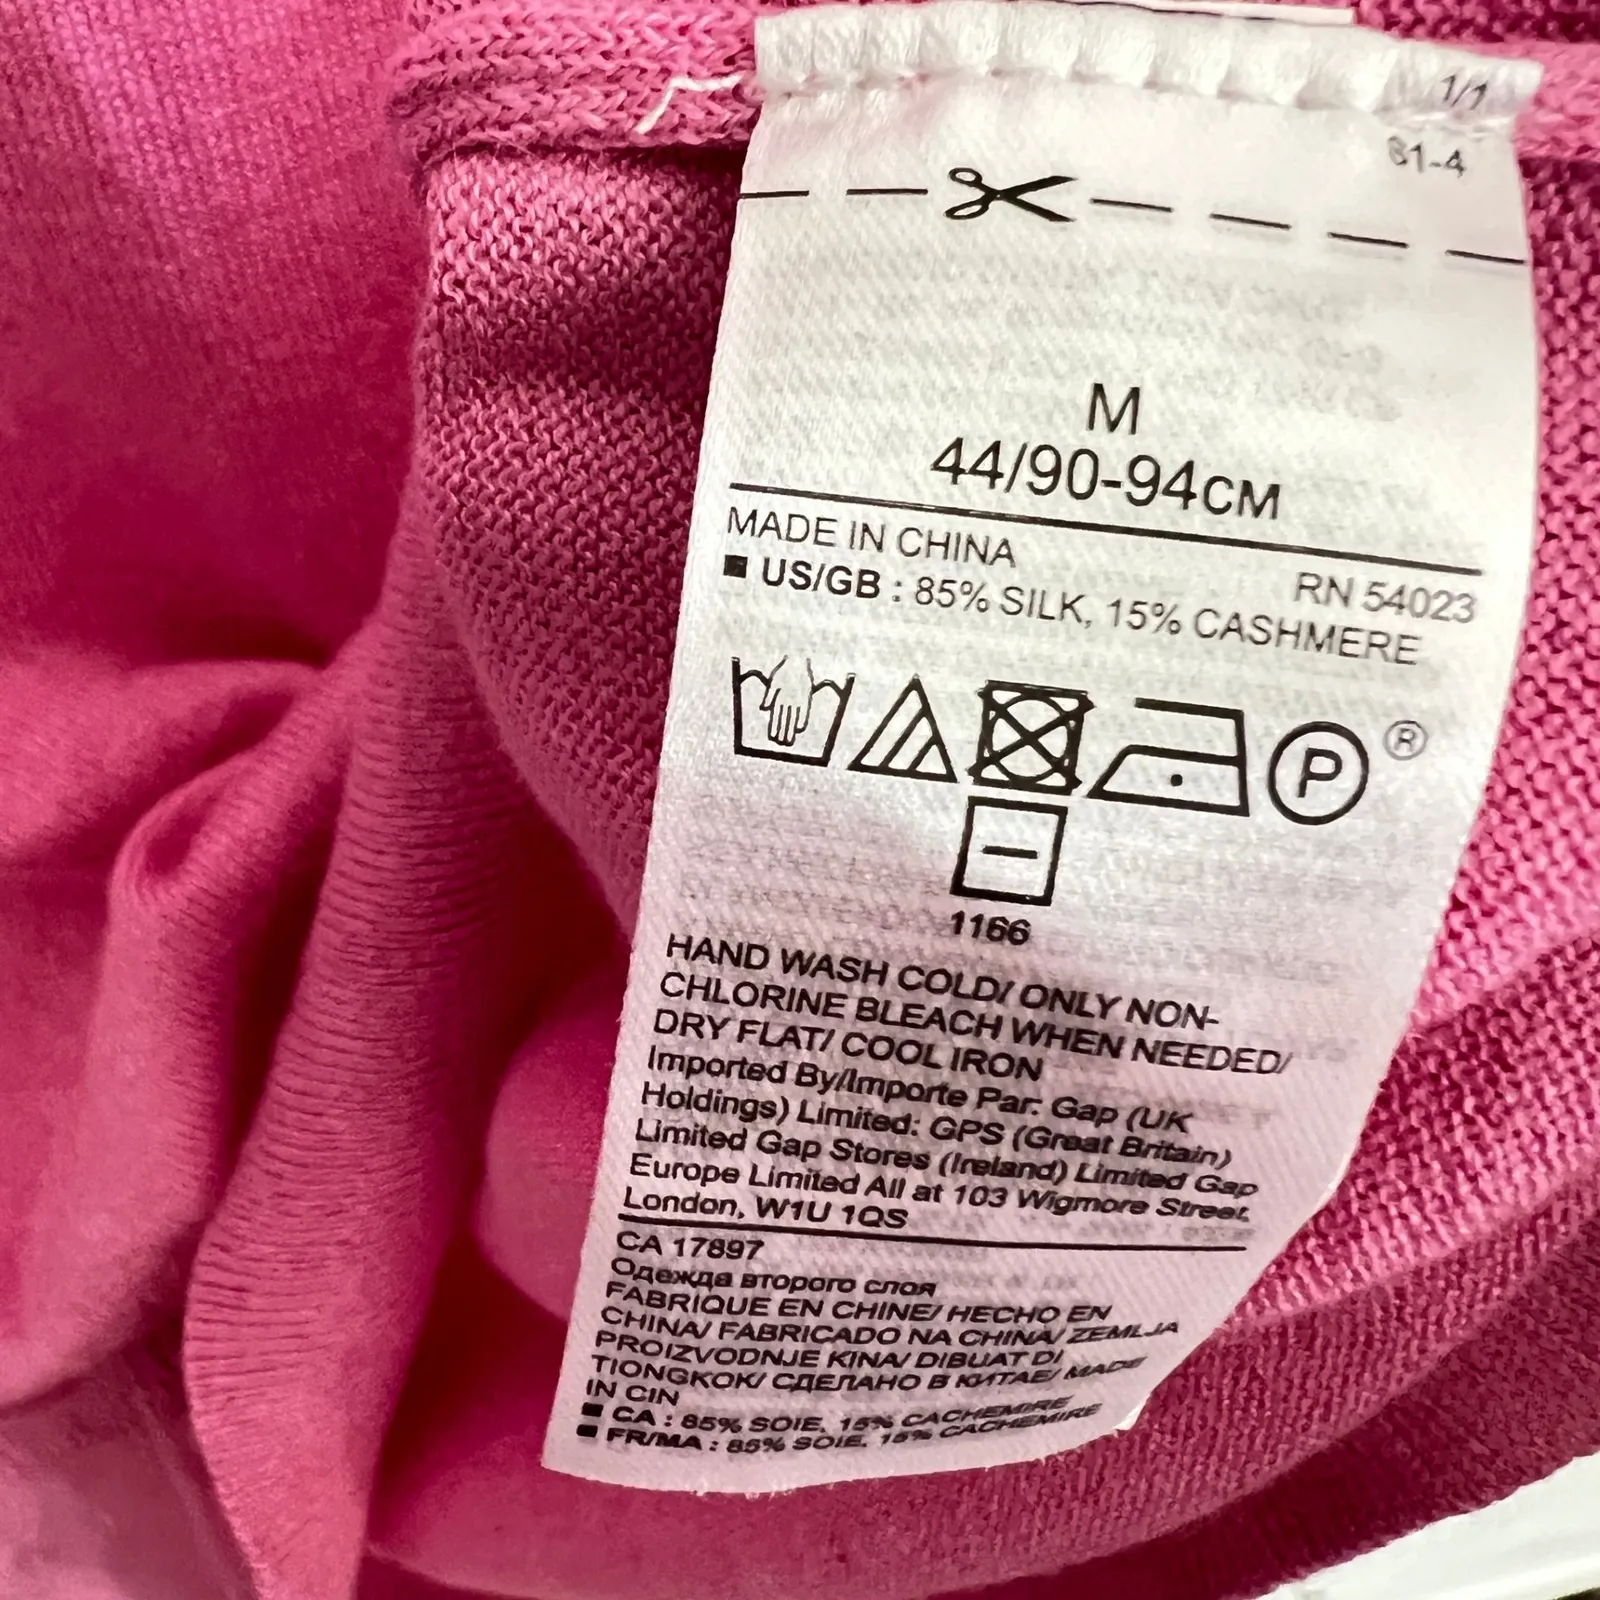 1/1
81-4
M
44/90-94CM
MADE IN CHINA
RN 54023
US/GB : 85% SILK, 15% CASHMERE
P ®
1166
HAND WASH COLD/ ONLY NON-
CHLORINE BLEACH WHEN NEEDED/
DRY FLAT/ COOL IRON
Imported By/Importe Par: Gap (UK
Holdings) Limited: GPS (Great Britain)
Limited Gap Stores (Ireland) Limited Gap
Europe Limited All at 103 Wigmore Street,
London, W1U 1QS
CA 17897
Одежда второго слоя
FABRIQUE EN CHINE/ HECHO EN
CHINA/ FABRICADO NA CHINA/ ZEMLJA
PROIZVODNJE KINA/ DIBUAT DI
TIONGKOK/ СДЕЛАНО В КИТАЕ/ MADE
IN CIN
CA : 85% SOIE, 15% CACHEMIRE
FR/MA : 85% SOIE, 15% CACHEMIRE